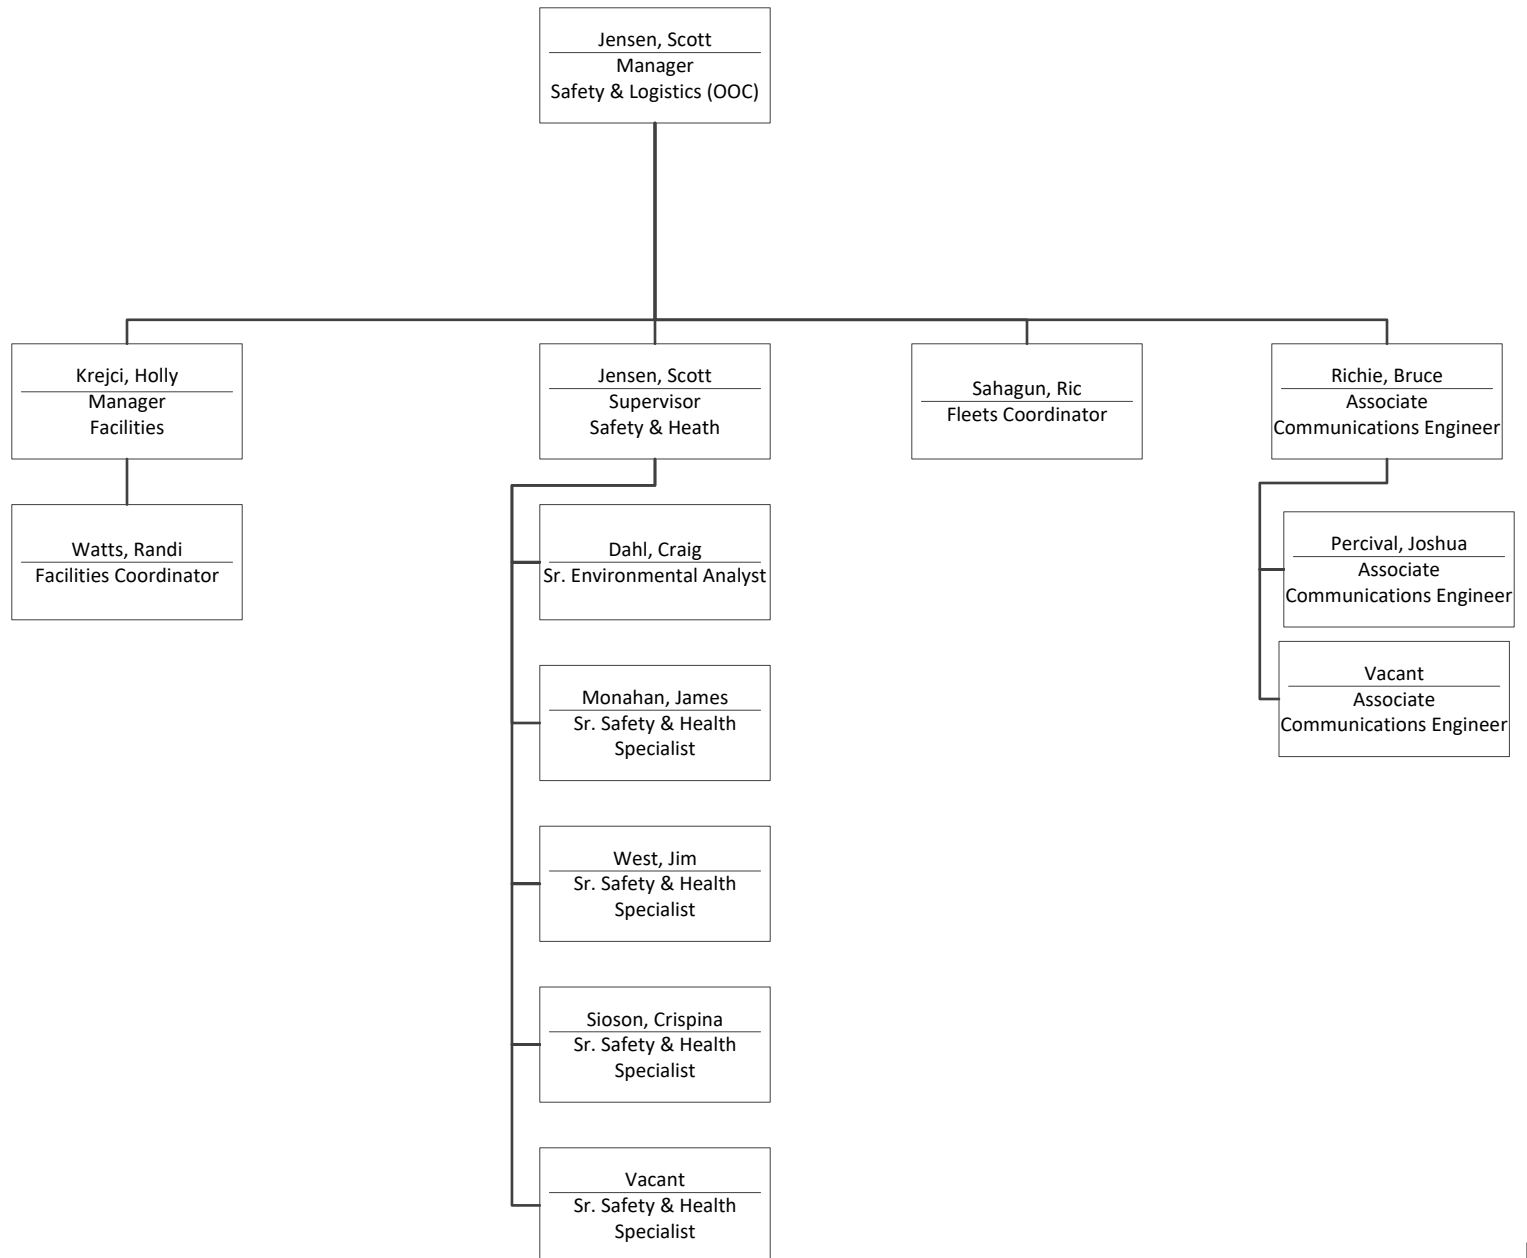 Jensen, Scott
Manager
Safety & Logistics (OOC)
Krejci, Holly
Manager
Facilities
Jensen, Scott
Supervisor
Safety & Heath
Sahagun, Ric
Fleets Coordinator
Richie, Bruce
Associate
Communications Engineer
Watts, Randi
Facilities Coordinator
Dahl, Craig
Sr. Environmental Analyst
Monahan, James
Sr. Safety & Health
Specialist
West, Jim
Sr. Safety & Health
Specialist
Sioson, Crispina
Sr. Safety & Health
Specialist
Vacant
Sr. Safety & Health
Specialist
Percival, Joshua
Associate
Communications Engineer
Vacant
Associate
Communications Engineer